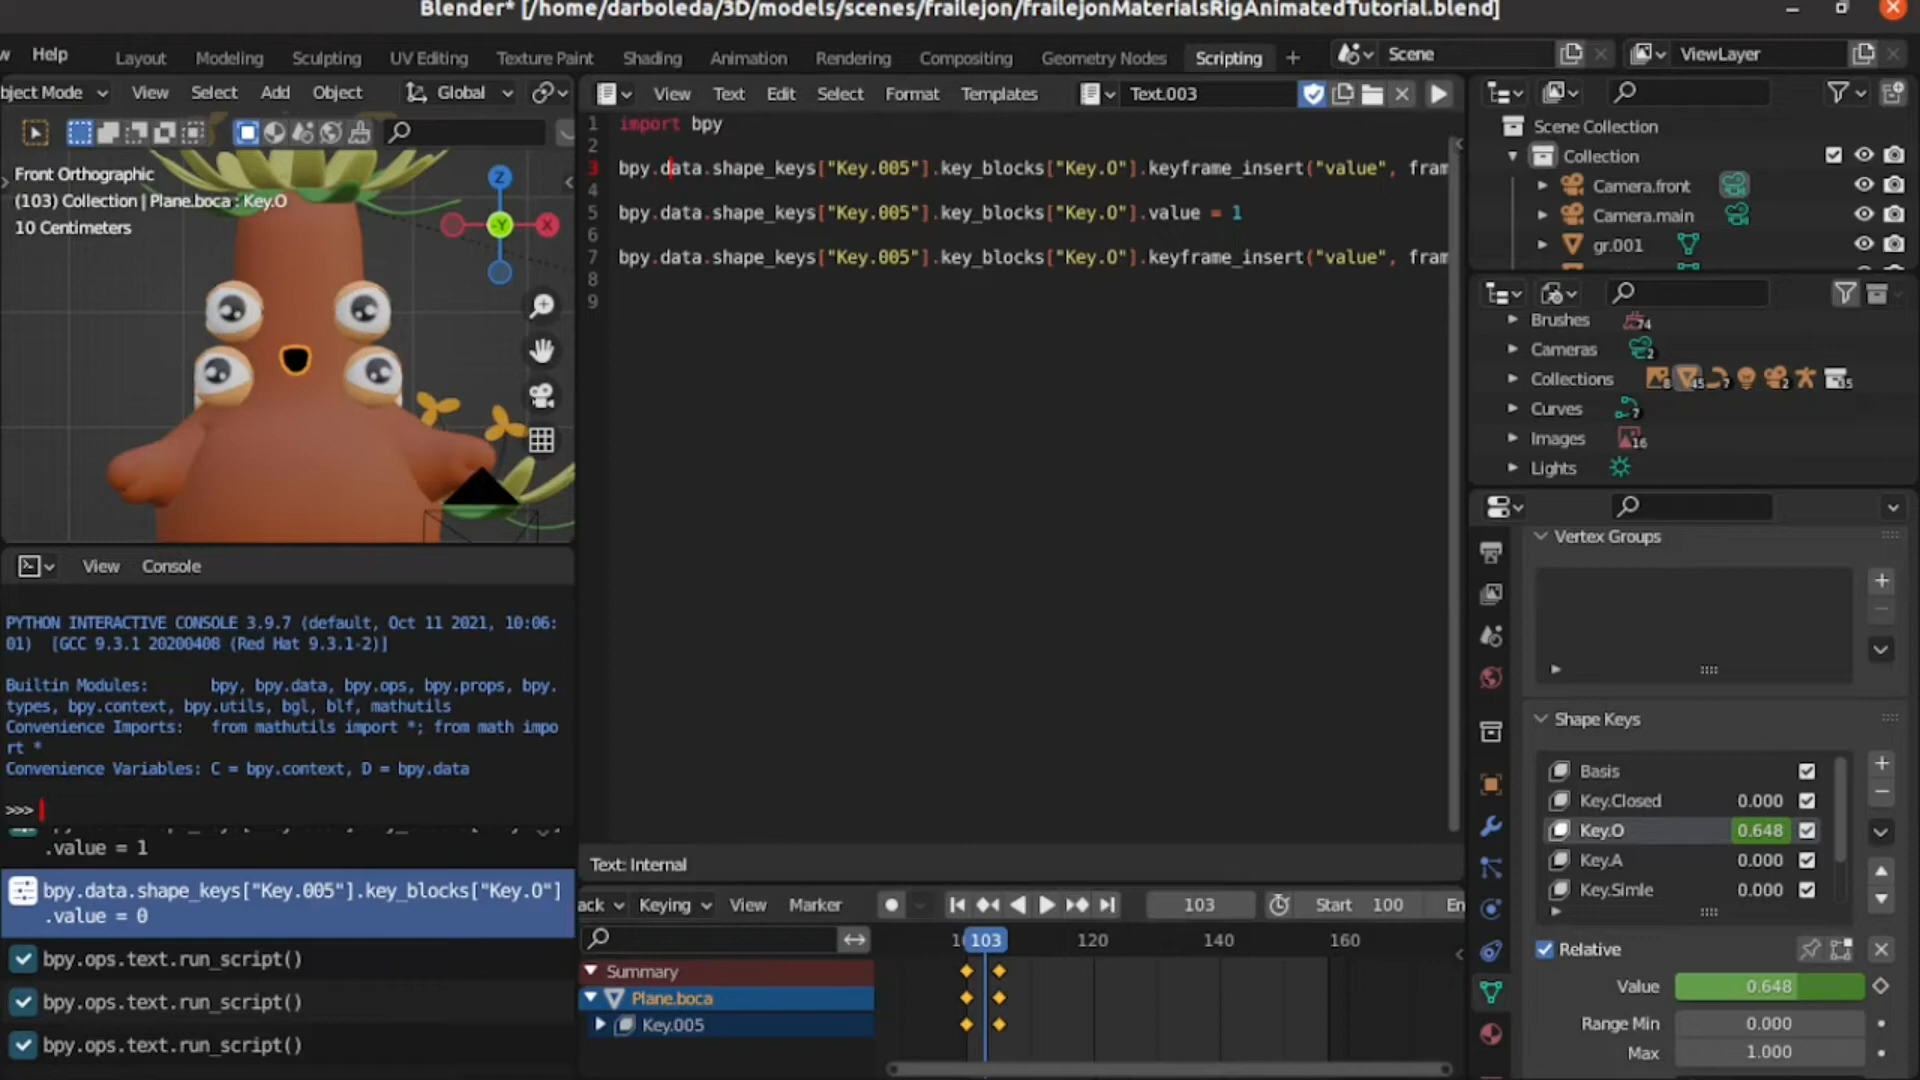 Blender* [/home/darboleda/3D/models/scenes/frailejon/frailejonMaterialsRigAnimatedTutorial.blend]
w Help Layout Modeling Sculpting UV Editing Texture Paint Shading Animation Rendering Compositing Geometry Nodes Scripting + Scene ViewLayer
bject Mode View Select Add Object Global
View Text Edit Select Format Templates Text.003
Front Orthographic
(103) Collection | Plane.boca : Key.O
10 Centimeters
Z
-Y
X
1 import bpy
2
3 bpy.data.shape_keys["Key.005"].key_blocks["Key.O"].keyframe_insert("value", fram
4
5 bpy.data.shape_keys["Key.005"].key_blocks["Key.O"].value = 1
6
7 bpy.data.shape_keys["Key.005"].key_blocks["Key.O"].keyframe_insert("value", fram
8
9
Scene Collection
Collection
Camera.front
Camera.main
gr.001
Brushes 74
Cameras 2
Collections 8 45 7 2 35
Curves 7
Images 16
Lights
View Console
PYTHON INTERACTIVE CONSOLE 3.9.7 (default, Oct 11 2021, 10:06:
01) [GCC 9.3.1 20200408 (Red Hat 9.3.1-2)]
Builtin Modules: bpy, bpy.data, bpy.ops, bpy.props, bpy.
types, bpy.context, bpy.utils, bgl, blf, mathutils
Convenience Imports: from mathutils import *; from math impo
rt *
Convenience Variables: C = bpy.context, D = bpy.data
>>>
.value = 1
bpy.data.shape_keys["Key.005"].key_blocks["Key.O"]
.value = 0
bpy.ops.text.run_script()
bpy.ops.text.run_script()
bpy.ops.text.run_script()
Text: Internal
ack Keying View Marker 103 Start 100 En
103 120 140 160
Summary
Plane.boca
Key.005
Vertex Groups
Shape Keys
Basis
Key.Closed 0.000
Key.O 0.648
Key.A 0.000
Key.Simle 0.000
Relative
Value 0.648
Range Min 0.000
Max 1.000